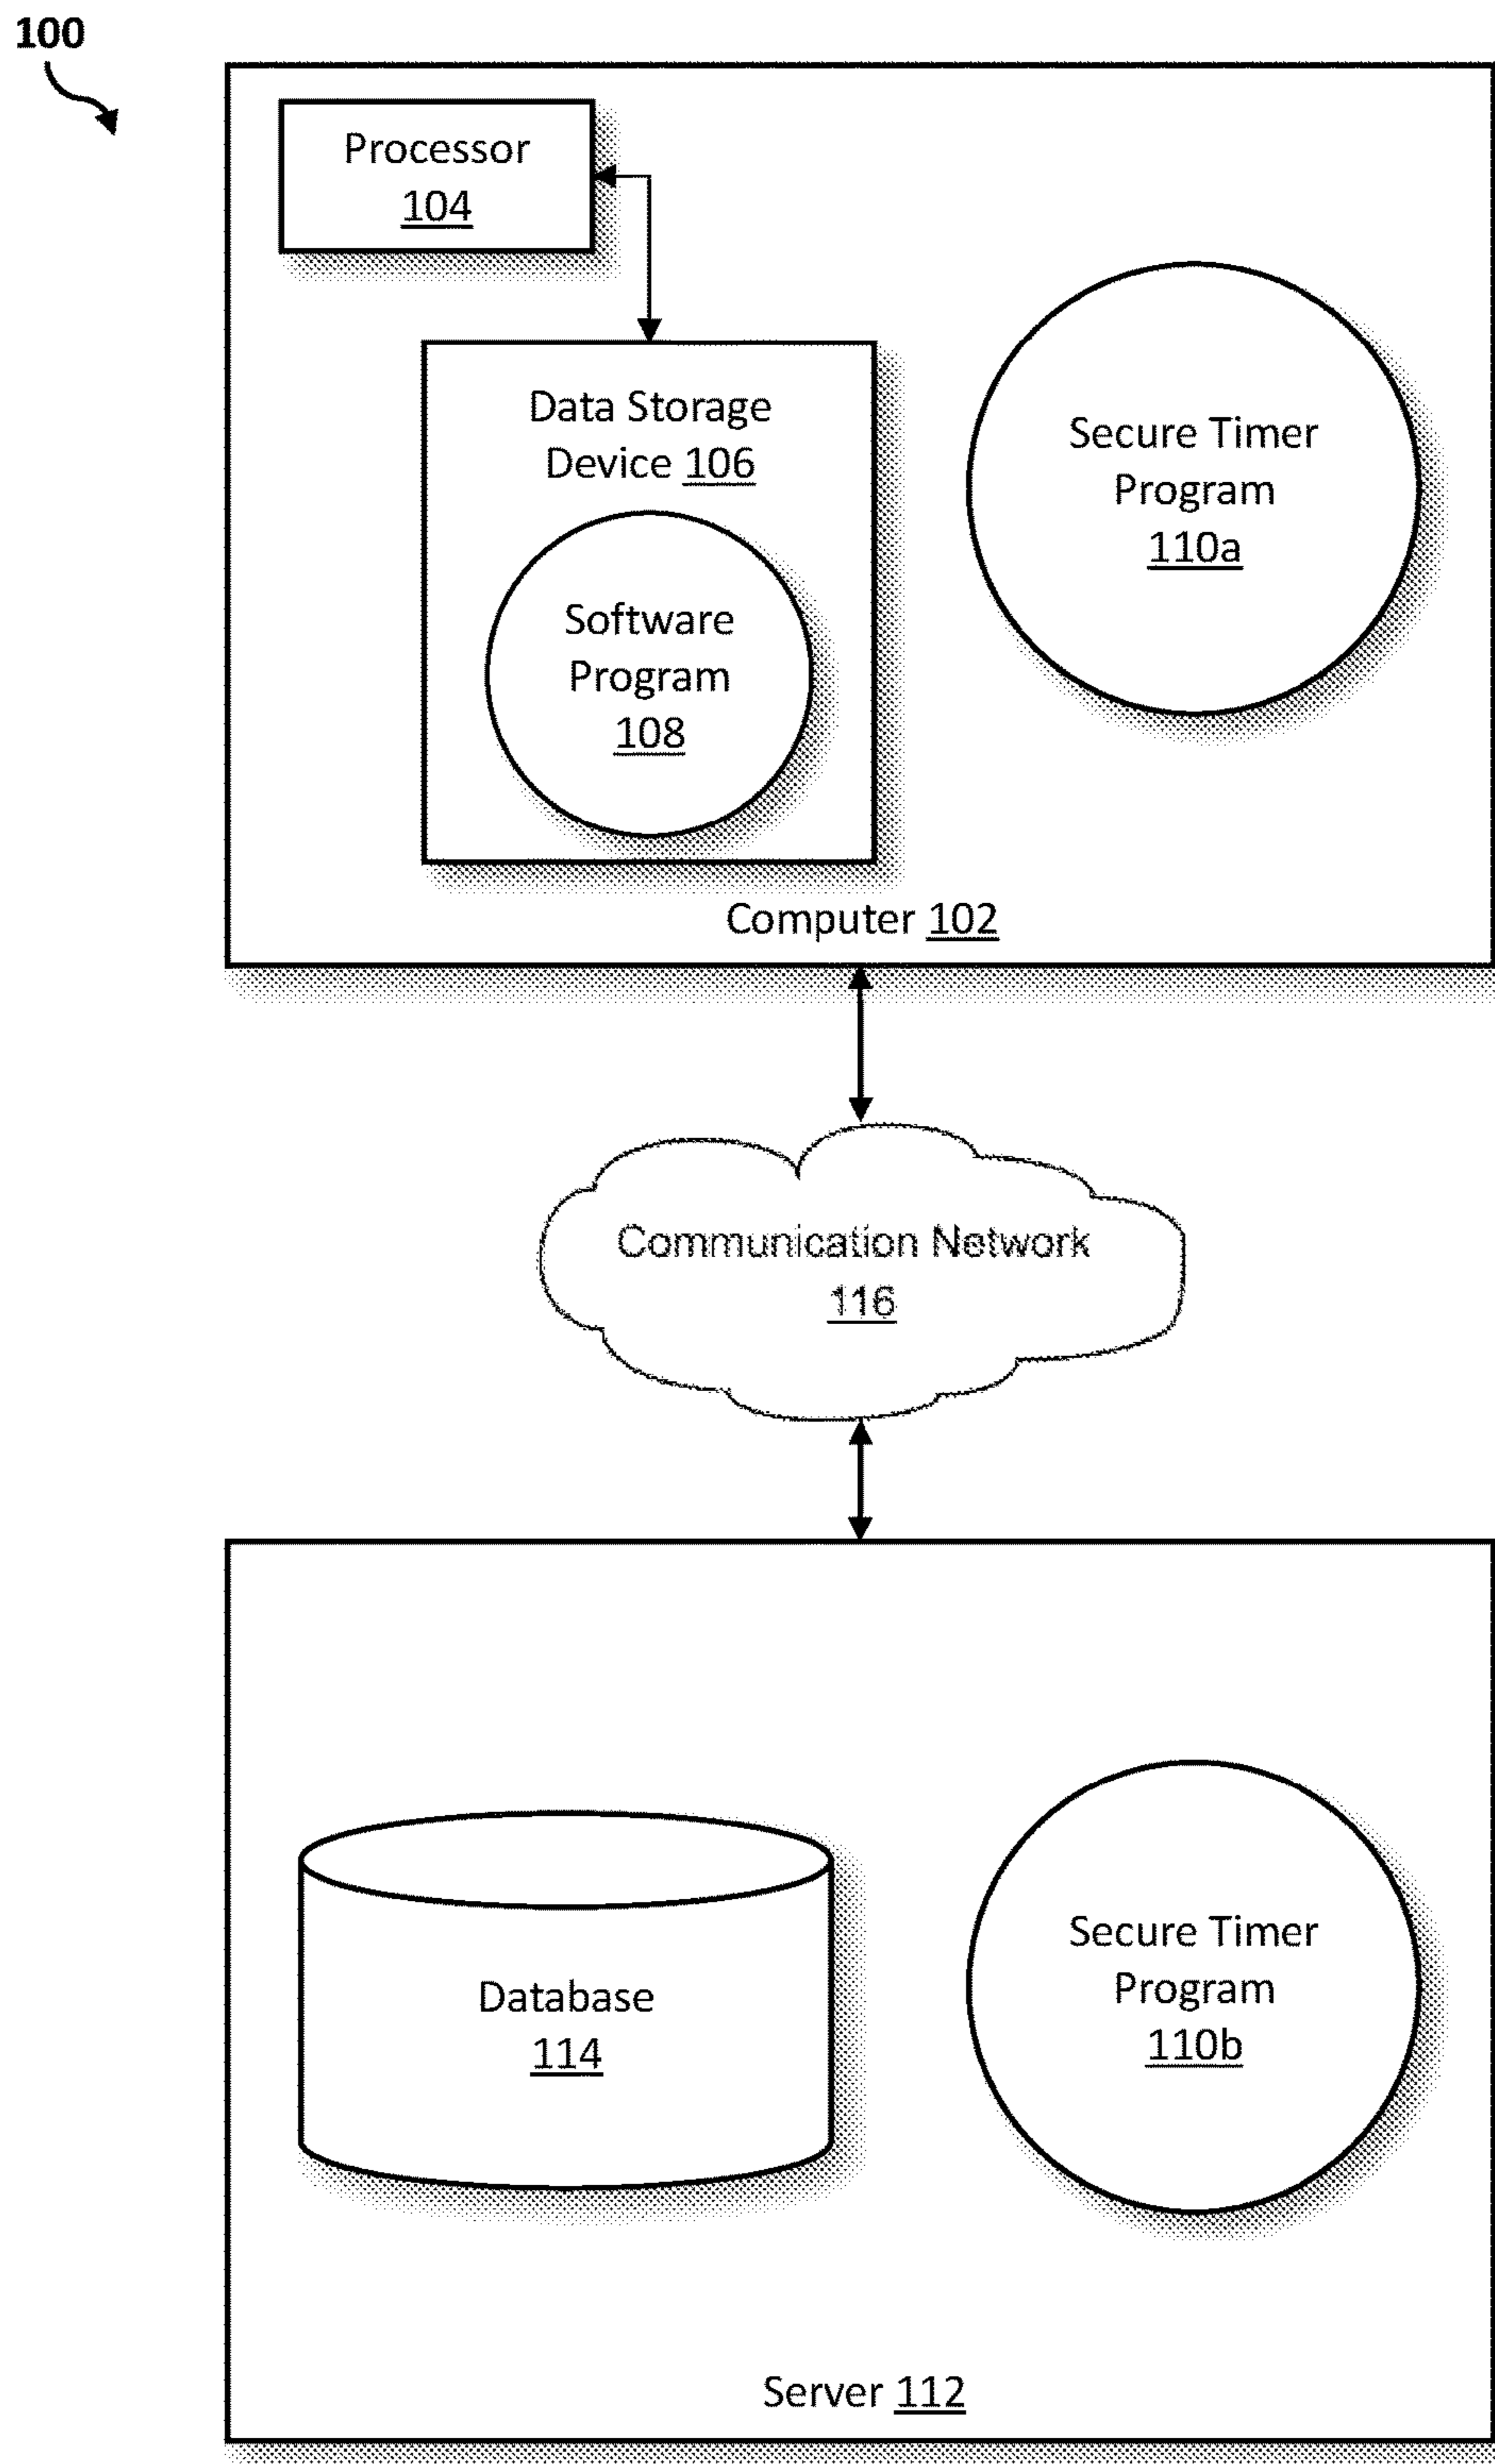 100
Processor
104
Data Storage
Device 106
Software
Program
108
Secure Timer
Program
110a
Computer 102
Communication Network
116
Database
114
Secure Timer
Program
110b
Server 112